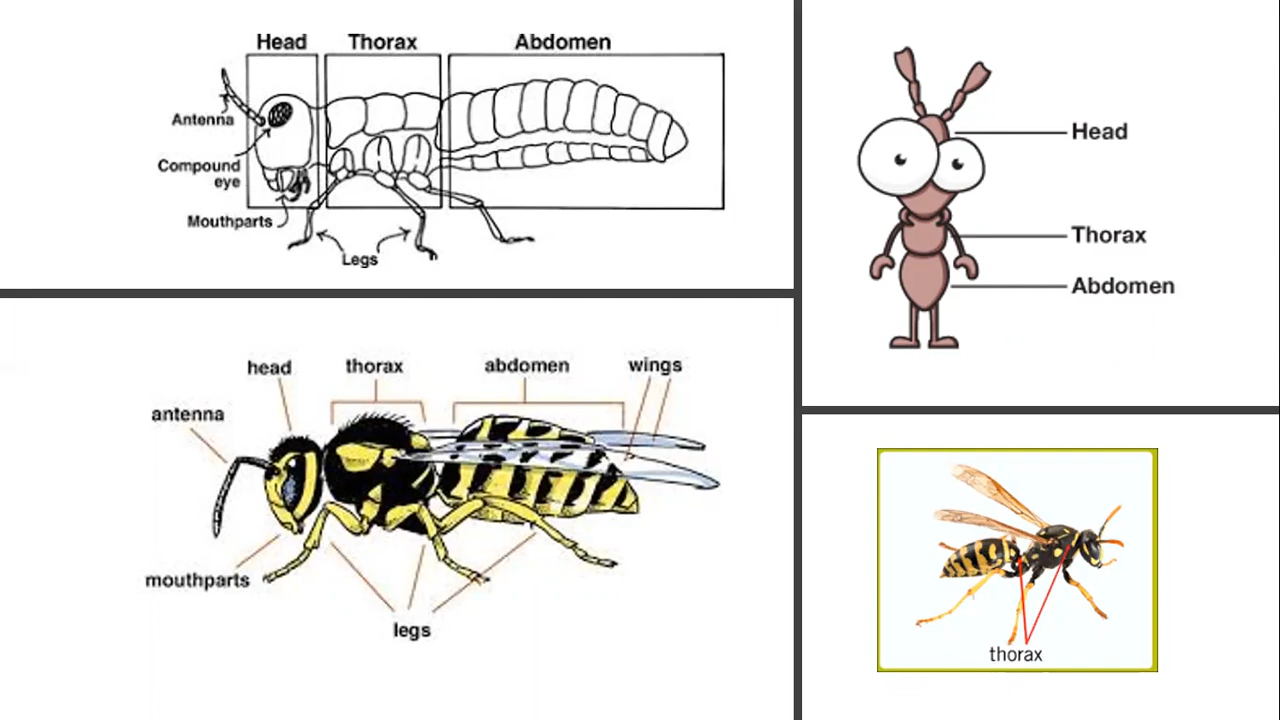 Head Thorax Abdomen
Antenna
Compound
eye
Mouthparts
Legs
Head
Thorax
Abdomen
head thorax abdomen wings
antenna
mouthparts
legs
thorax